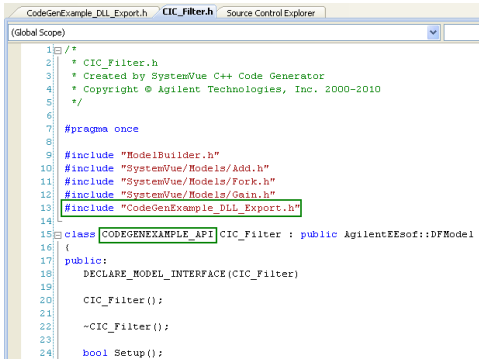 CodeGenExample_DLL_Export.h CIC_Filter.h Source Control Explorer
(Global Scope)
1 /*
2 * CIC_Filter.h
3 * Created by SystemVue C++ Code Generator
4 * Copyright © Agilent Technologies, Inc. 2000-2010
5 */
6
7 #pragma once
8
9 #include "ModelBuilder.h"
10 #include "SystemVue/Models/Add.h"
11 #include "SystemVue/Models/Fork.h"
12 #include "SystemVue/Models/Gain.h"
13 #include "CodeGenExample_DLL_Export.h"
14
15 class CODEGENEXAMPLE_API CIC_Filter : public AgilentEEsof::DFModel
16 {
17 public:
18 DECLARE_MODEL_INTERFACE(CIC_Filter)
19
20 CIC_Filter();
21
22 ~CIC_Filter();
23
24 bool Setup();